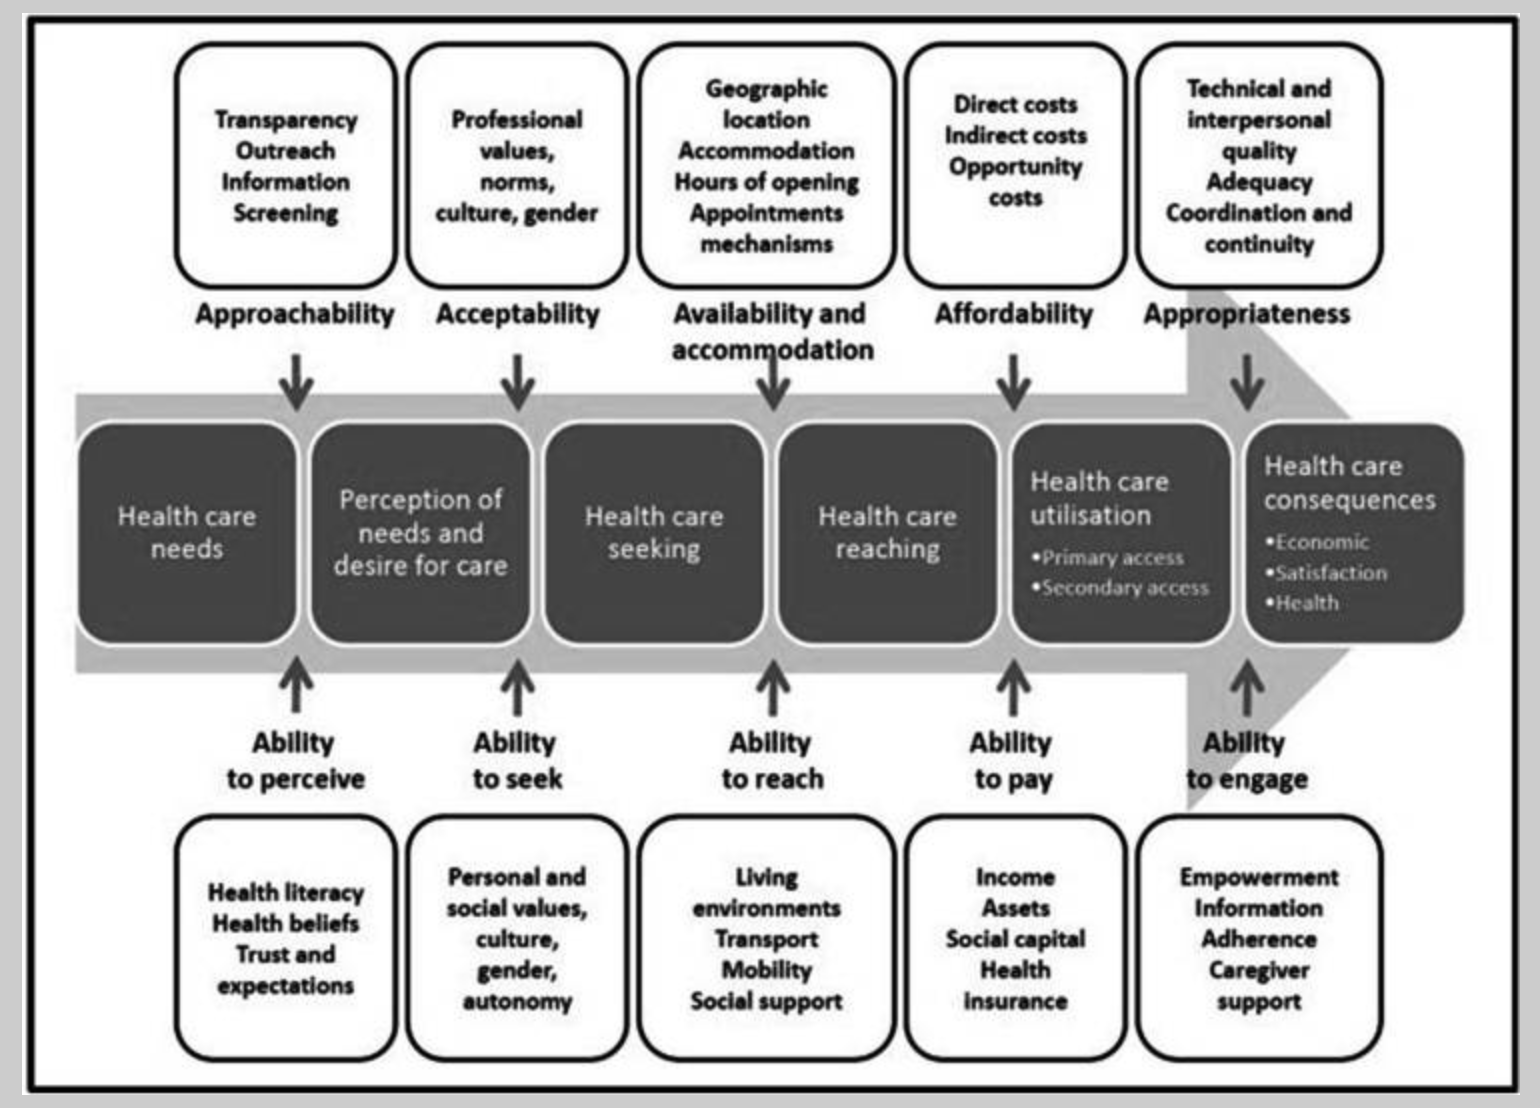 Transparency
Outreach
Information
Screening
Professional
values,
norms,
culture, gender
Geographic
location
Accommodation
Hours of opening
Appointments
mechanisms
Direct costs
Indirect costs
Opportunity
costs
Technical and
interpersonal
quality
Adequacy
Coordination and
continuity
Approachability
Acceptability
Availability and
accommodation
Affordability
Appropriateness
Health care
needs
Perception of
needs and
desire for care
Health care
seeking
Health care
reaching
Health care
utilisation
•Primary access
•Secondary access
Health care
consequences
•Economic
•Satisfaction
•Health
Ability
to perceive
Ability
to seek
Ability
to reach
Ability
to pay
Ability
to engage
Health literacy
Health beliefs
Trust and
expectations
Personal and
social values,
culture,
gender,
autonomy
Living
environments
Transport
Mobility
Social support
Income
Assets
Social capital
Health
insurance
Empowerment
Information
Adherence
Caregiver
support